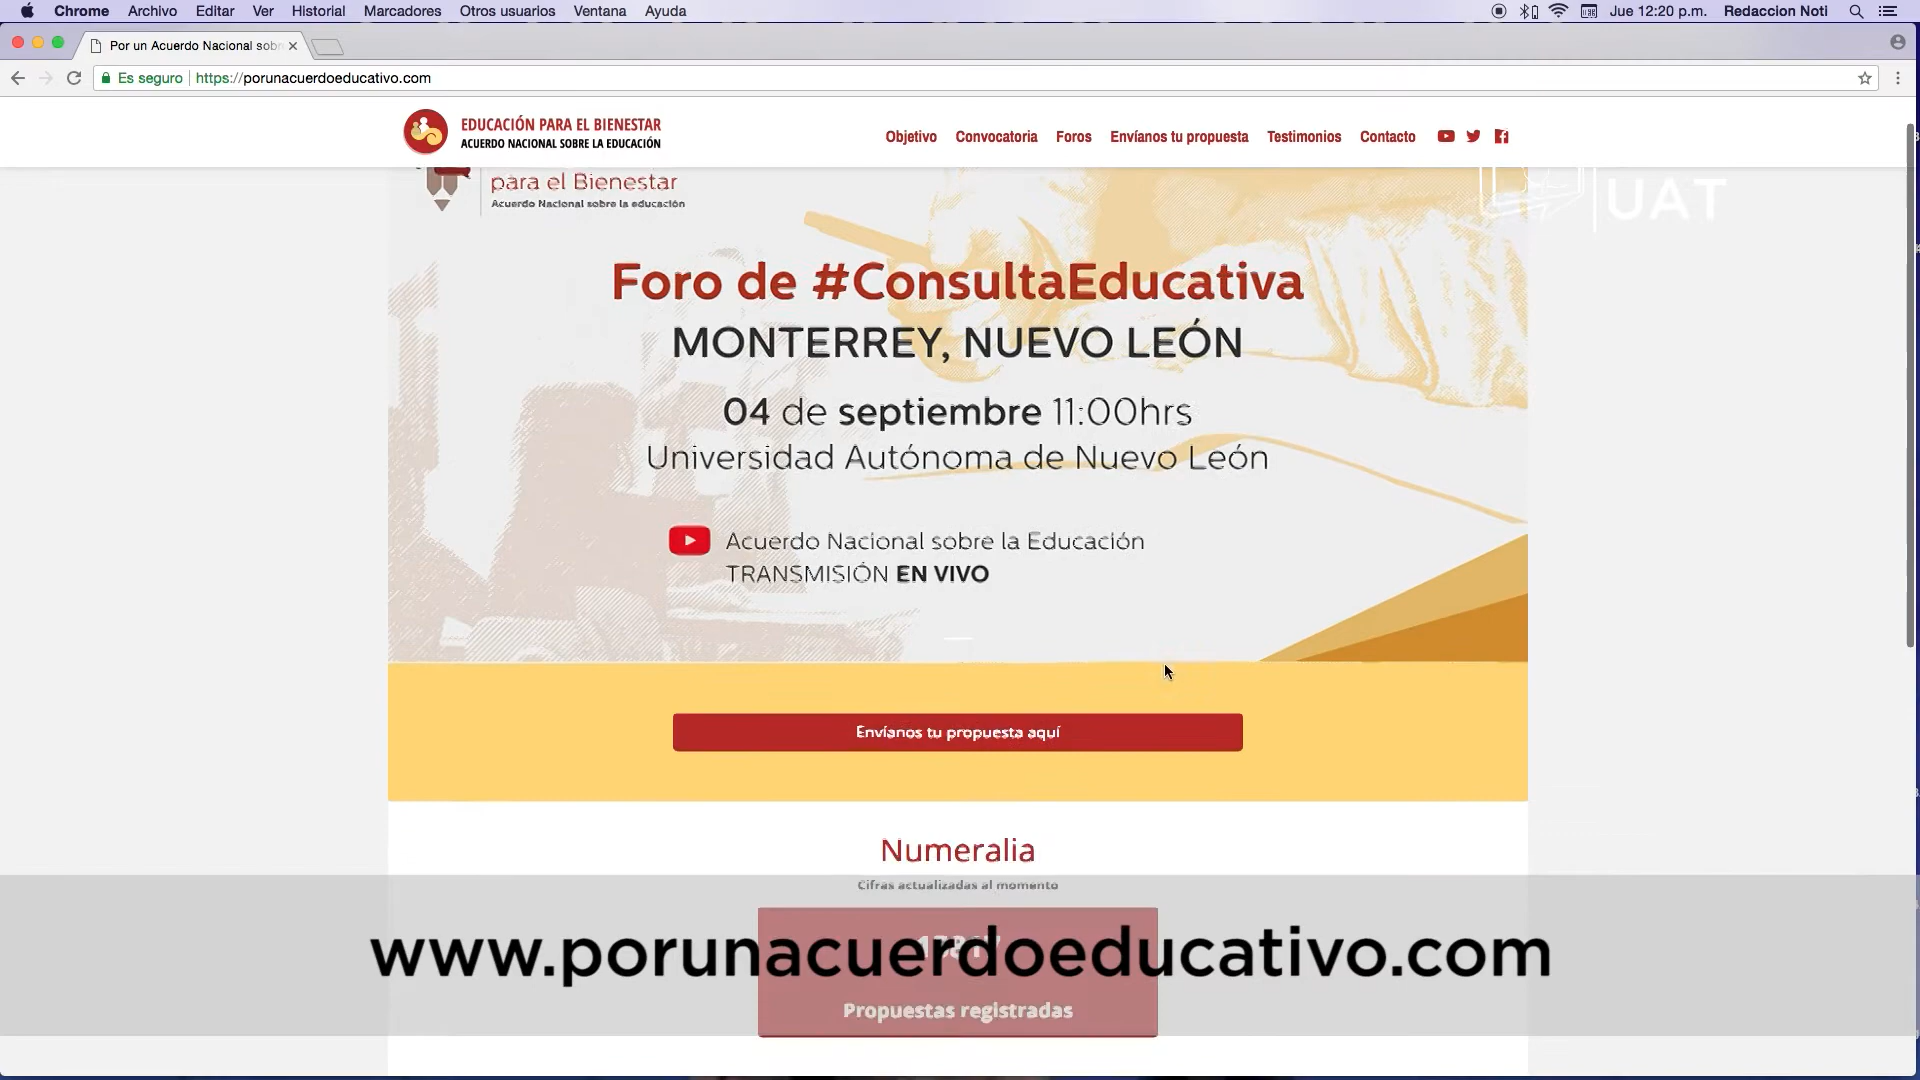 Chrome Archivo Editar Ver Historial Marcadores Otros usuarios Ventana Ayuda
Jue 12:20 p.m. Redaccion Noti
Por un Acuerdo Nacional sob
Es seguro https://porunacuerdoeducativo.com
EDUCACIÓN PARA EL BIENESTAR
ACUERDO NACIONAL SOBRE LA EDUCACIÓN
Objetivo Convocatoria Foros Envíanos tu propuesta Testimonios Contacto
para el Bienestar
Acuerdo Nacional sobre la educación
UAT
Foro de #ConsultaEducativa
MONTERREY, NUEVO LEÓN
04 de septiembre 11:00hrs
Universidad Autónoma de Nuevo León
Acuerdo Nacional sobre la Educación
TRANSMISIÓN EN VIVO
Envíanos tu propuesta aquí
Numeralia
Cifras actualizadas al momento
www.porunacuerdoeducativo.com
Propuestas registradas